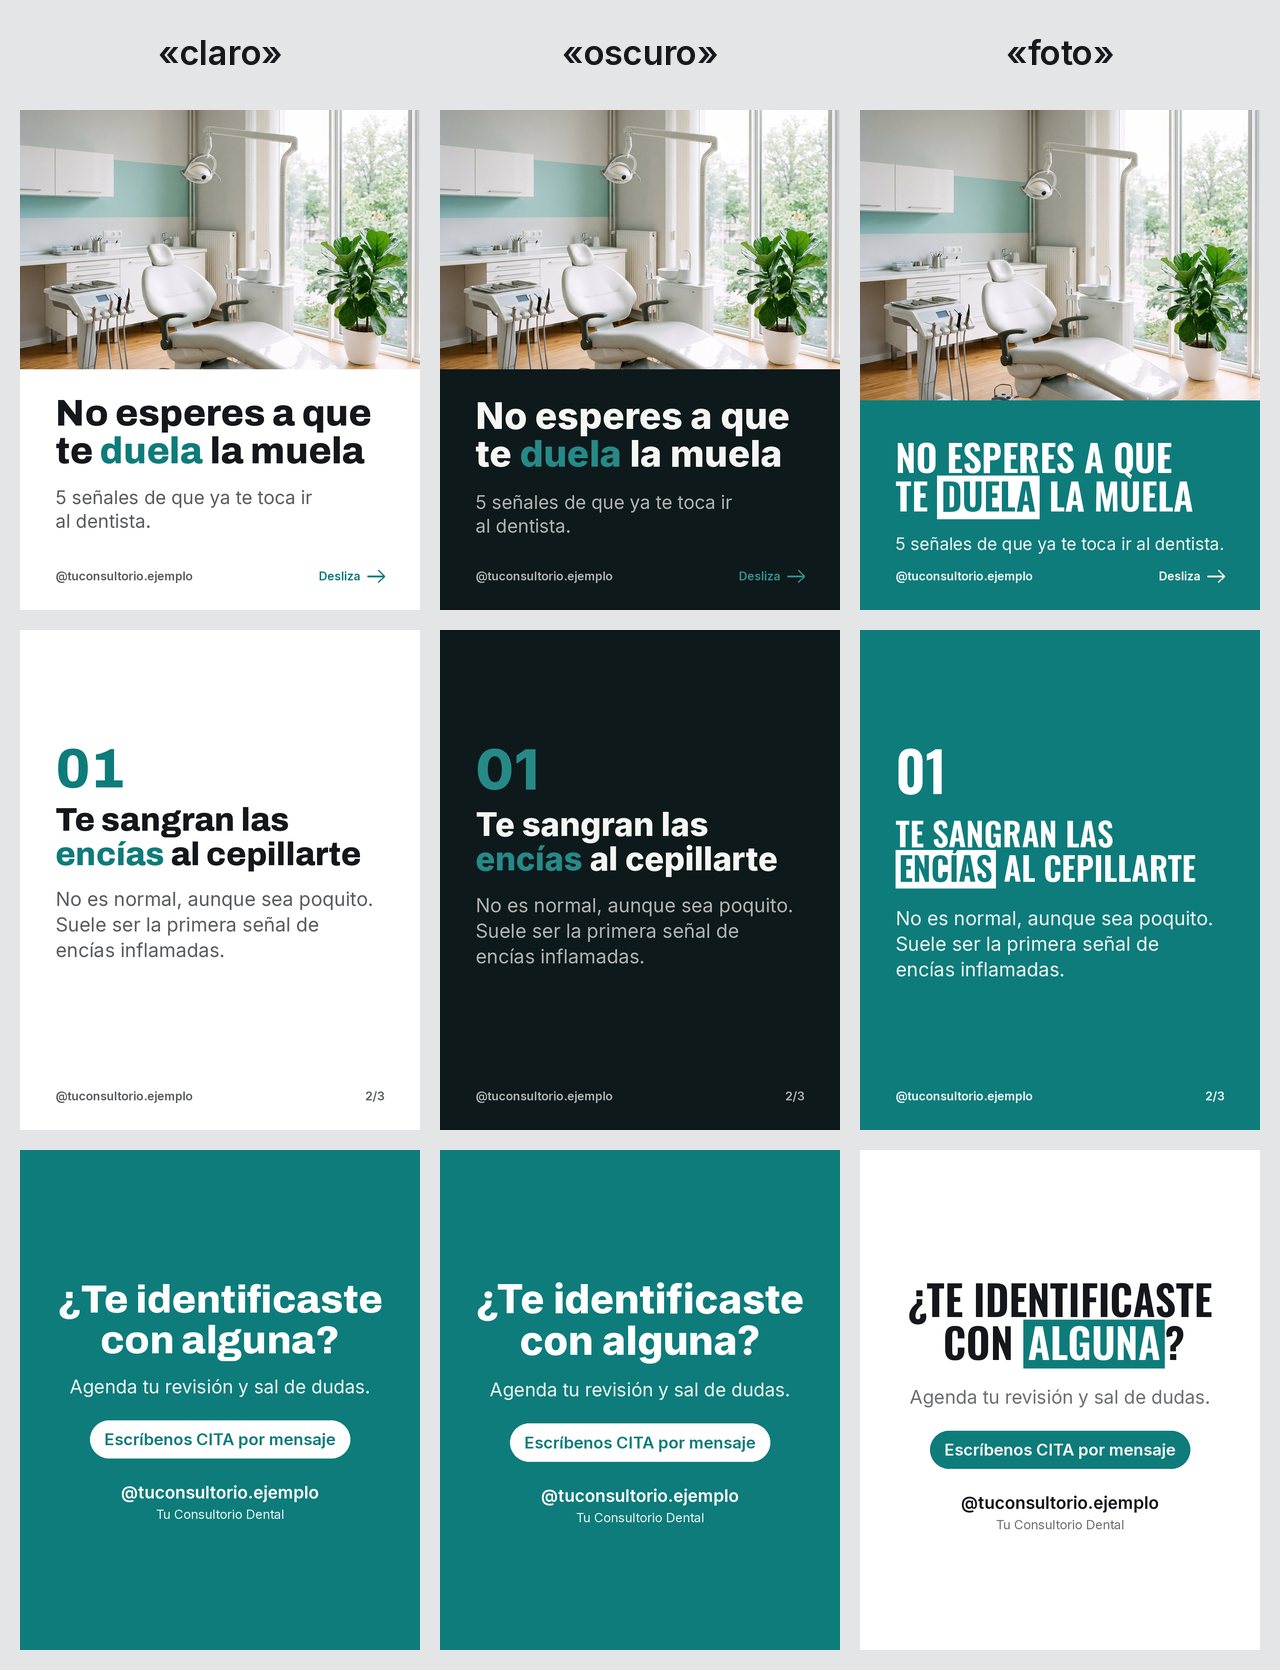 «claro»
«oscuro»
«foto»
No esperes a que
te duela la muela
5 señales de que ya te toca ir
al dentista.
@tuconsultorio.ejemplo
Desliza
No esperes a que
te duela la muela
5 señales de que ya te toca ir
al dentista.
@tuconsultorio.ejemplo
Desliza
NO ESPERES A QUE
TE DUELA LA MUELA
5 señales de que ya te toca ir al dentista.
@tuconsultorio.ejemplo
Desliza
01
Te sangran las
encías al cepillarte
No es normal, aunque sea poquito.
Suele ser la primera señal de
encías inflamadas.
@tuconsultorio.ejemplo
2/3
01
Te sangran las
encías al cepillarte
No es normal, aunque sea poquito.
Suele ser la primera señal de
encías inflamadas.
@tuconsultorio.ejemplo
2/3
01
TE SANGRAN LAS
ENCÍAS AL CEPILLARTE
No es normal, aunque sea poquito.
Suele ser la primera señal de
encías inflamadas.
@tuconsultorio.ejemplo
2/3
¿Te identificaste
con alguna?
Agenda tu revisión y sal de dudas.
Escríbenos CITA por mensaje
@tuconsultorio.ejemplo
Tu Consultorio Dental
¿Te identificaste
con alguna?
Agenda tu revisión y sal de dudas.
Escríbenos CITA por mensaje
@tuconsultorio.ejemplo
Tu Consultorio Dental
¿TE IDENTIFICASTE
CON ALGUNA?
Agenda tu revisión y sal de dudas.
Escríbenos CITA por mensaje
@tuconsultorio.ejemplo
Tu Consultorio Dental